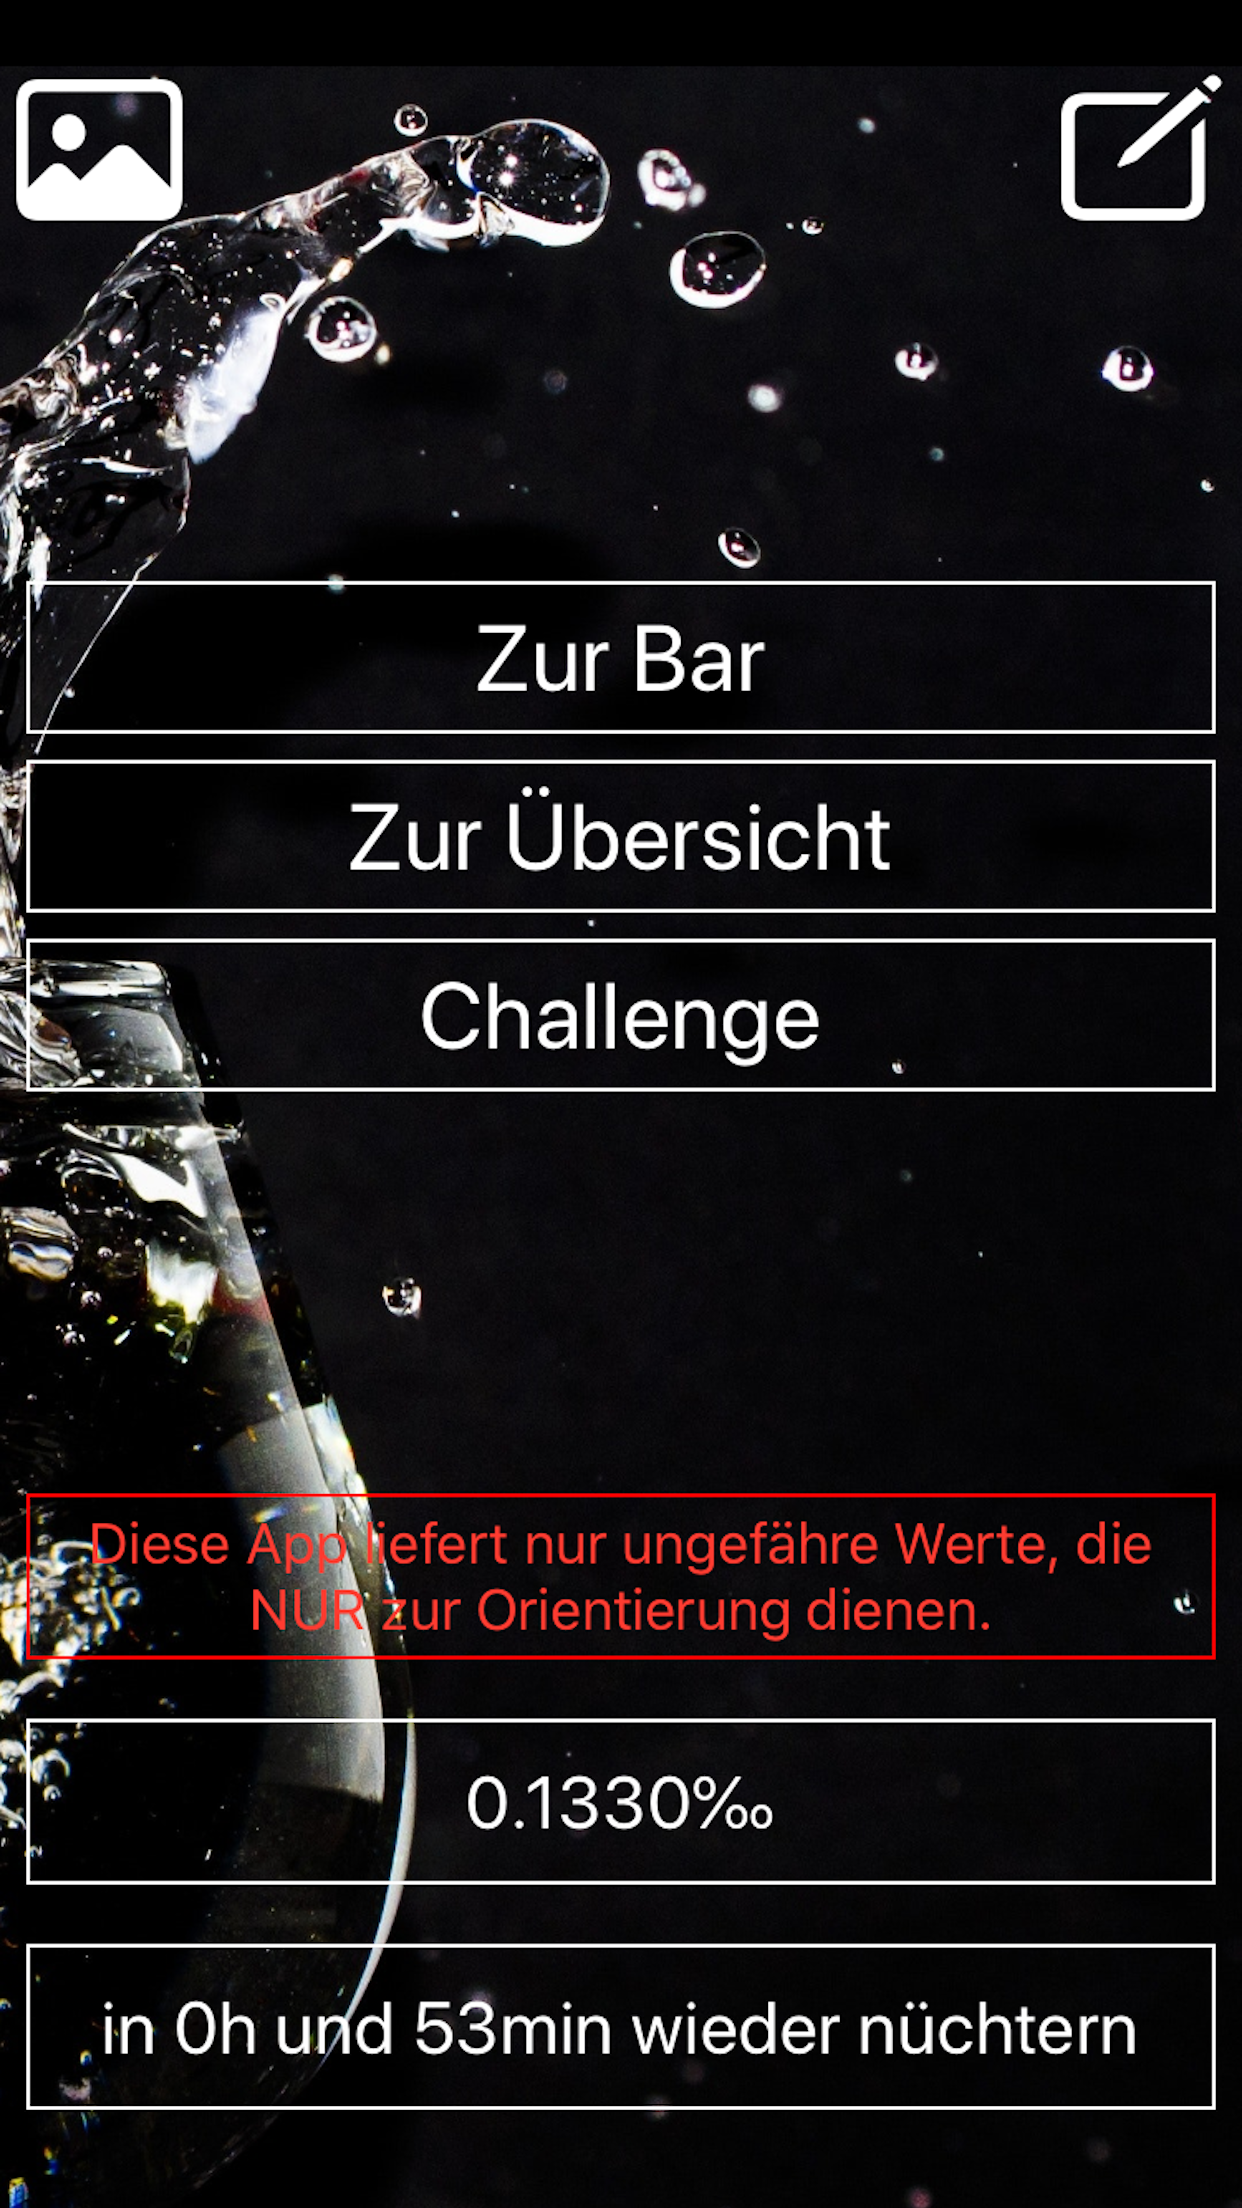 Zur Bar
Zur Übersicht
Challenge
Diese App liefert nur ungefähre Werte, die
NUR zur Orientierung dienen.
0.1330‰
in 0h und 53min wieder nüchtern